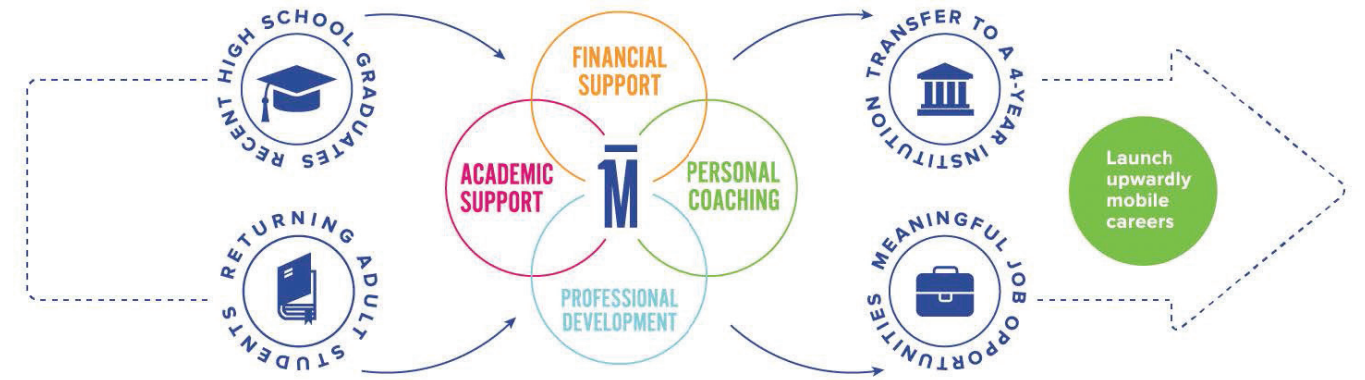 RECENT HIGH SCHOOL GRADUATES
RETURNING ADULT STUDENTS
FINANCIAL
SUPPORT
ACADEMIC
SUPPORT
1M
PERSONAL
COACHING
PROFESSIONAL
DEVELOPMENT
TRANSFER TO A 4-YEAR INSTITUTION
MEANINGFUL JOB OPPORTUNITIES
Launch
upwardly
mobile
careers